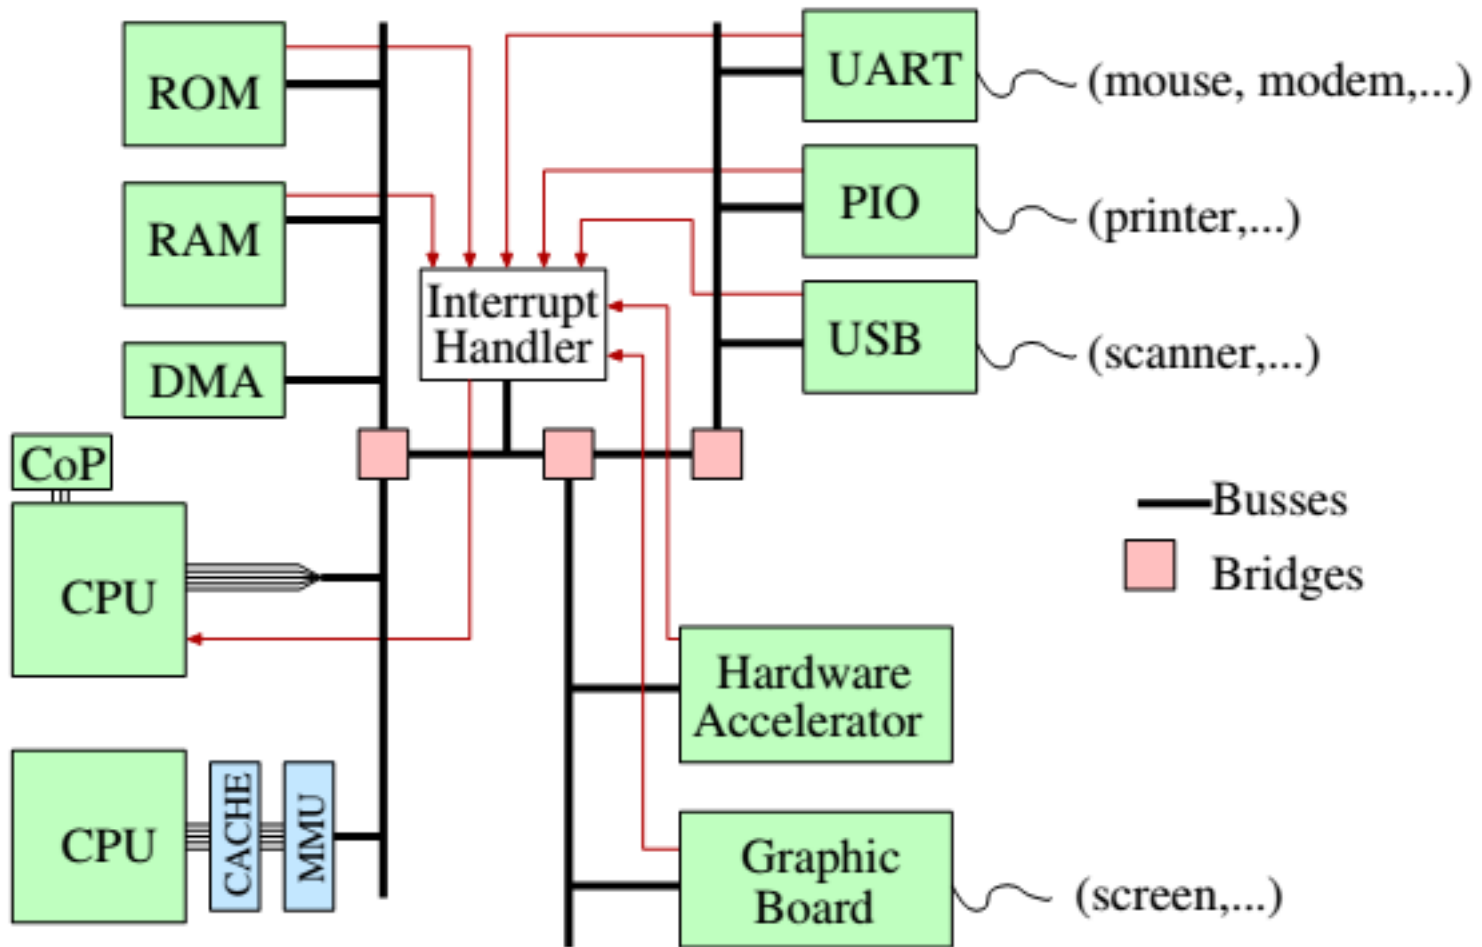 ROM
UART
(mouse, modem,...)
RAM
PIO
(printer,...)
Interrupt
Handler
USB
(scanner,...)
DMA
CoP
CPU
Busses
Bridges
Hardware
Accelerator
CPU
CACHE
MMU
Graphic
Board
(screen,...)